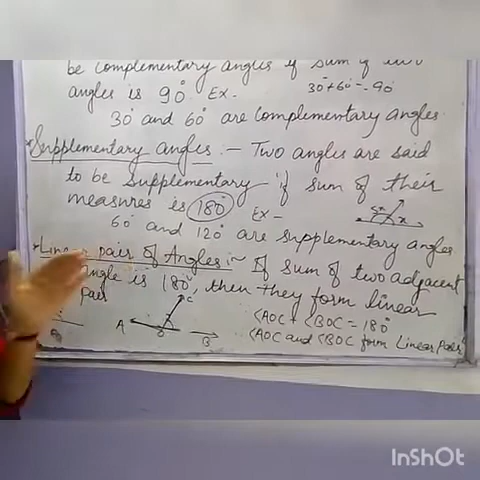 be complementary angles if sum of two
angles is 90° Ex- 30°+60°=90°
30° and 60° are complementary angles.
*Supplementary angles:- Two angles are said
to be supplementary if sum of their
measures is 180° Ex-
60° and 120° are supplementary angles
*Linear pair of Angles:- If sum of two adjacent
angle is 180°, then they form linear
pair
C
A O B
<AOC + <BOC = 180°
<AOC and <BOC form Linear Pair
InShOt